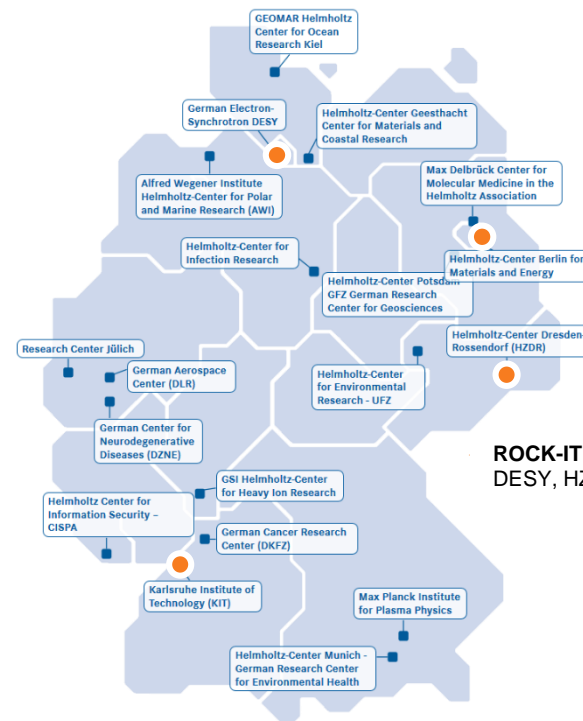 GEOMAR Helmholtz
Center for Ocean
Research Kiel
German Electron-
Synchrotron DESY
Helmholtz-Center Geesthacht
Center for Materials and
Coastal Research
Max Delbrück Center for
Molecular Medicine in the
Helmholtz Association
Alfred Wegener Institute
Helmholtz-Center for Polar
and Marine Research (AWI)
Helmholtz-Center for
Infection Research
Helmholtz-Center Berlin for
Materials and Energy
Helmholtz-Center Potsdam
GFZ German Research
Center for Geosciences
Helmholtz-Center Dresden-
Rossendorf (HZDR)
Research Center Jülich
German Aerospace
Center (DLR)
Helmholtz-Center
for Environmental
Research - UFZ
German Center for
Neurodegenerative
Diseases (DZNE)
ROCK-IT
DESY, HZ
GSI Helmholtz-Center
for Heavy Ion Research
Helmholtz Center for
Information Security –
CISPA
German Cancer Research
Center (DKFZ)
Karlsruhe Institute of
Technology (KIT)
Max Planck Institute
for Plasma Physics
Helmholtz-Center Munich -
German Research Center
for Environmental Health